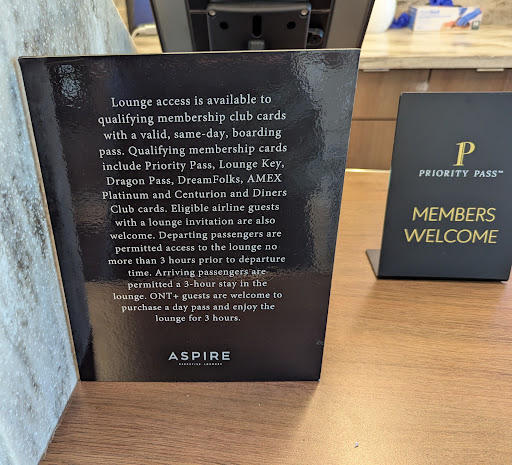 Lounge access is available to
qualifying membership club cards
with a valid, same-day, boarding
pass. Qualifying membership cards
include Priority Pass, Lounge Key,
Dragon Pass, DreamFolks, AMEX
Platinum and Centurion and Diners
Club cards. Eligible airline guests
with a lounge invitation are also
welcome. Departing passengers are
permitted access to the lounge no
more than 3 hours prior to departure
time. Arriving passengers are
permitted a 3-hour stay in the
lounge. ONT+ guests are welcome to
purchase a day pass and enjoy the
lounge for 3 hours.
ASPIRE
EXECUTIVE LOUNGES
P
PRIORITY PASS™
MEMBERS
WELCOME